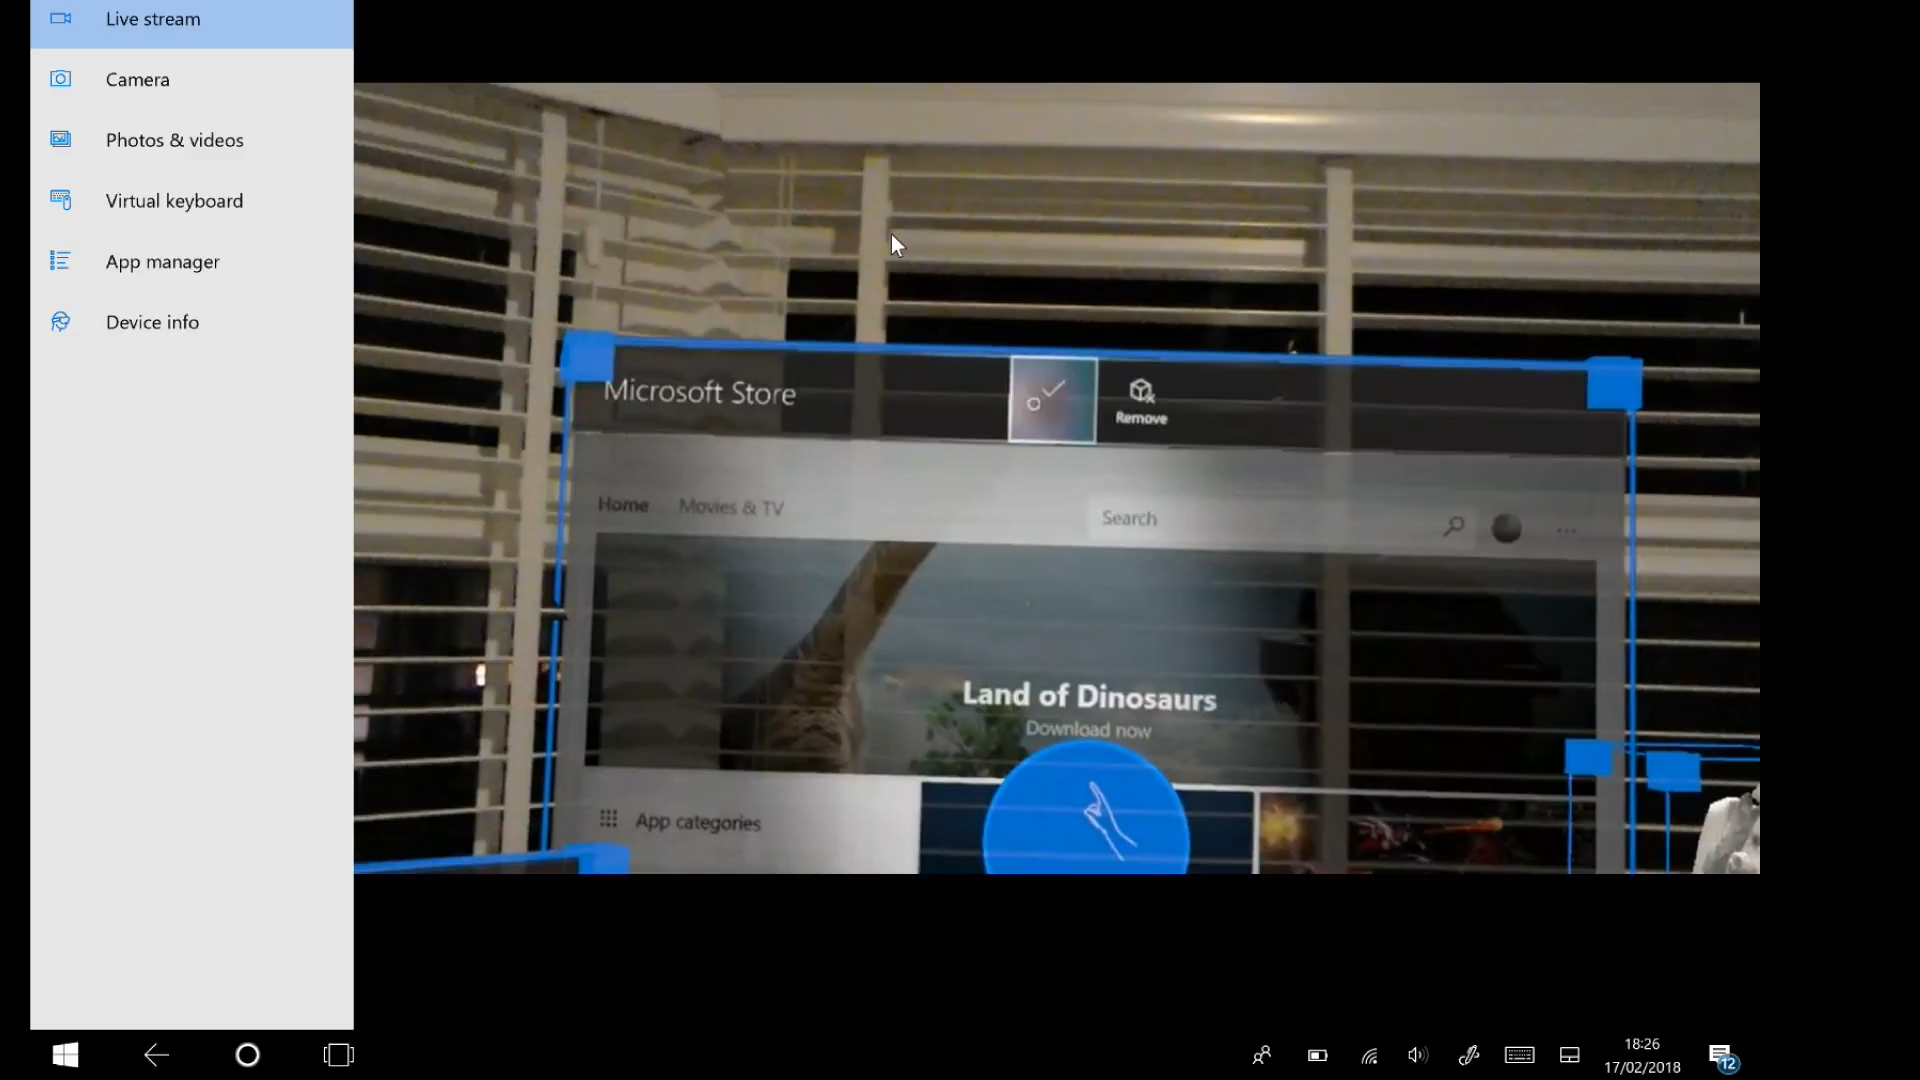 Live stream
Camera
Photos & videos
Virtual keyboard
App manager
Device info
Microsoft Store
Remove
Home Movies & TV Search
Land of Dinosaurs
Download now
App categories
18:26
17/02/2018
12